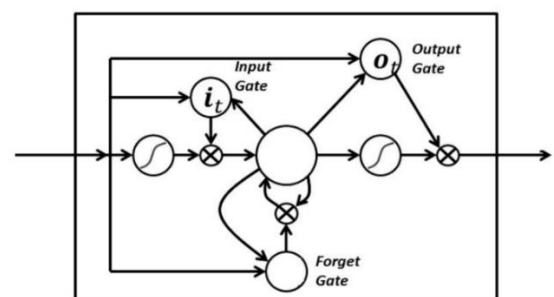 Output
Gate
o_t
Input
Gate
i_t
Forget
Gate